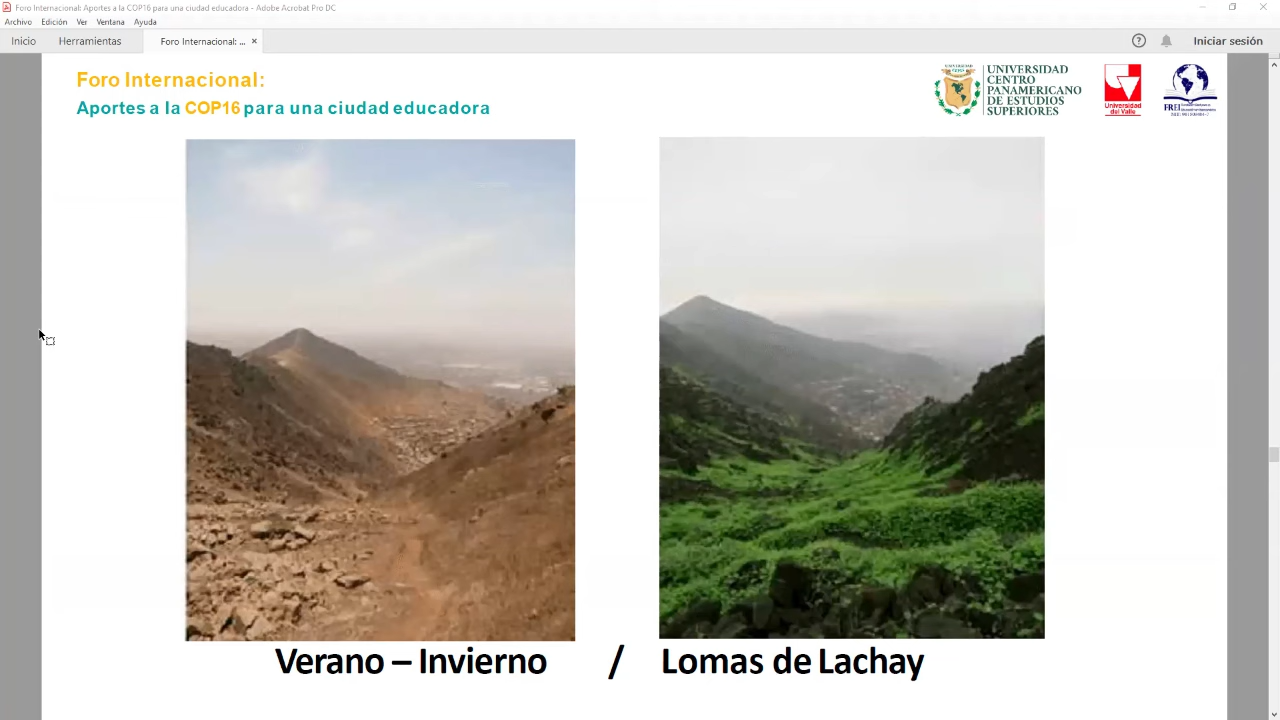 Foro Internacional: Aportes a la COP16 para una ciudad educadora - Adobe Acrobat Pro DC
Archivo Edición Ver Ventana Ayuda
Inicio Herramientas Foro Internacional: ... × Iniciar sesión
Foro Internacional:
Aportes a la COP16 para una ciudad educadora
UNIVERSIDAD
CENTRO
PANAMERICANO
DE ESTUDIOS
SUPERIORES
Universidad
del Valle
FREI
Verano – Invierno / Lomas de Lachay